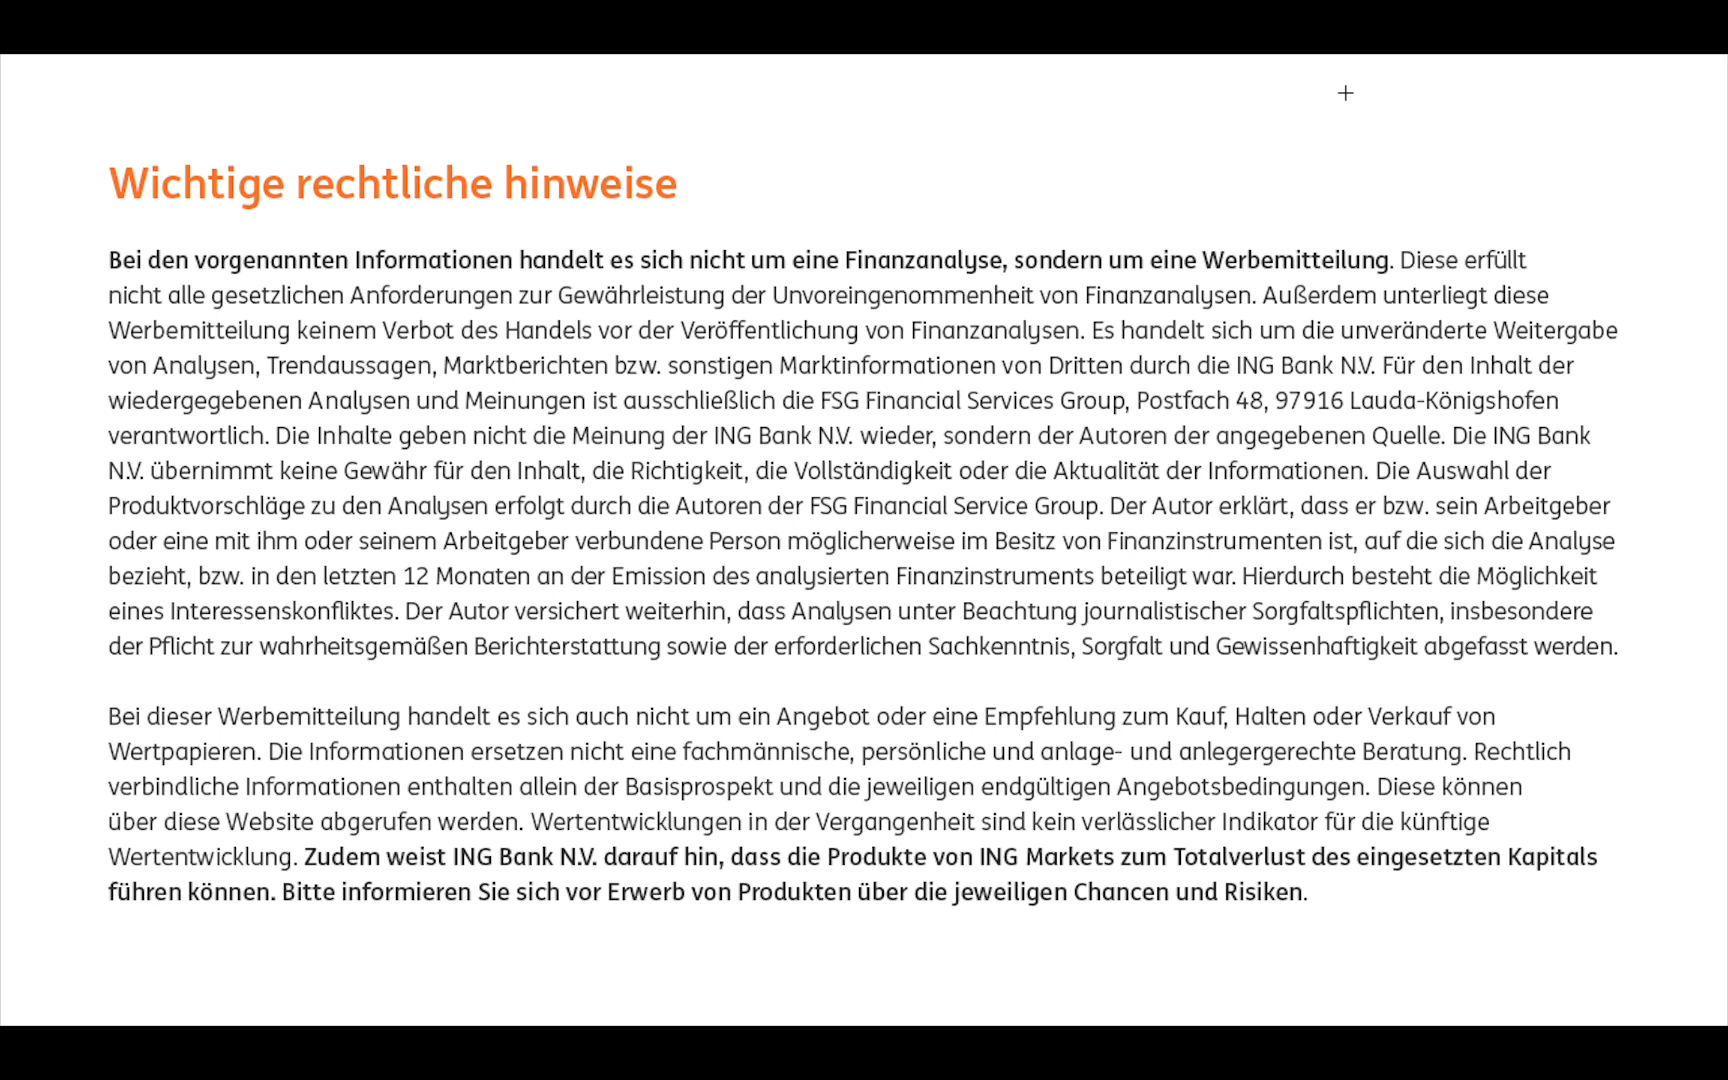 Wichtige rechtliche hinweise
Bei den vorgenannten Informationen handelt es sich nicht um eine Finanzanalyse, sondern um eine Werbemitteilung. Diese erfüllt
nicht alle gesetzlichen Anforderungen zur Gewährleistung der Unvoreingenommenheit von Finanzanalysen. Außerdem unterliegt diese
Werbemitteilung keinem Verbot des Handels vor der Veröffentlichung von Finanzanalysen. Es handelt sich um die unveränderte Weitergabe
von Analysen, Trendaussagen, Marktberichten bzw. sonstigen Marktinformationen von Dritten durch die ING Bank N.V. Für den Inhalt der
wiedergegebenen Analysen und Meinungen ist ausschließlich die FSG Financial Services Group, Postfach 48, 97916 Lauda-Königshofen
verantwortlich. Die Inhalte geben nicht die Meinung der ING Bank N.V. wieder, sondern der Autoren der angegebenen Quelle. Die ING Bank
N.V. übernimmt keine Gewähr für den Inhalt, die Richtigkeit, die Vollständigkeit oder die Aktualität der Informationen. Die Auswahl der
Produktvorschläge zu den Analysen erfolgt durch die Autoren der FSG Financial Service Group. Der Autor erklärt, dass er bzw. sein Arbeitgeber
oder eine mit ihm oder seinem Arbeitgeber verbundene Person möglicherweise im Besitz von Finanzinstrumenten ist, auf die sich die Analyse
bezieht, bzw. in den letzten 12 Monaten an der Emission des analysierten Finanzinstruments beteiligt war. Hierdurch besteht die Möglichkeit
eines Interessenskonfliktes. Der Autor versichert weiterhin, dass Analysen unter Beachtung journalistischer Sorgfaltspflichten, insbesondere
der Pflicht zur wahrheitsgemäßen Berichterstattung sowie der erforderlichen Sachkenntnis, Sorgfalt und Gewissenhaftigkeit abgefasst werden.
Bei dieser Werbemitteilung handelt es sich auch nicht um ein Angebot oder eine Empfehlung zum Kauf, Halten oder Verkauf von
Wertpapieren. Die Informationen ersetzen nicht eine fachmännische, persönliche und anlage- und anlegergerechte Beratung. Rechtlich
verbindliche Informationen enthalten allein der Basisprospekt und die jeweiligen endgültigen Angebotsbedingungen. Diese können
über diese Website abgerufen werden. Wertentwicklungen in der Vergangenheit sind kein verlässlicher Indikator für die künftige
Wertentwicklung. Zudem weist ING Bank N.V. darauf hin, dass die Produkte von ING Markets zum Totalverlust des eingesetzten Kapitals
führen können. Bitte informieren Sie sich vor Erwerb von Produkten über die jeweiligen Chancen und Risiken.